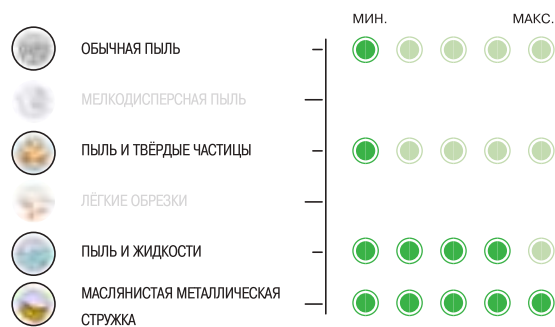 МИН. МАКС.
ОБЫЧНАЯ ПЫЛЬ
МЕЛКОДИСПЕРСНАЯ ПЫЛЬ
ПЫЛЬ И ТВЁРДЫЕ ЧАСТИЦЫ
ЛЁГКИЕ ОБРЕЗКИ
ПЫЛЬ И ЖИДКОСТИ
МАСЛЯНИСТАЯ МЕТАЛЛИЧЕСКАЯ
СТРУЖКА